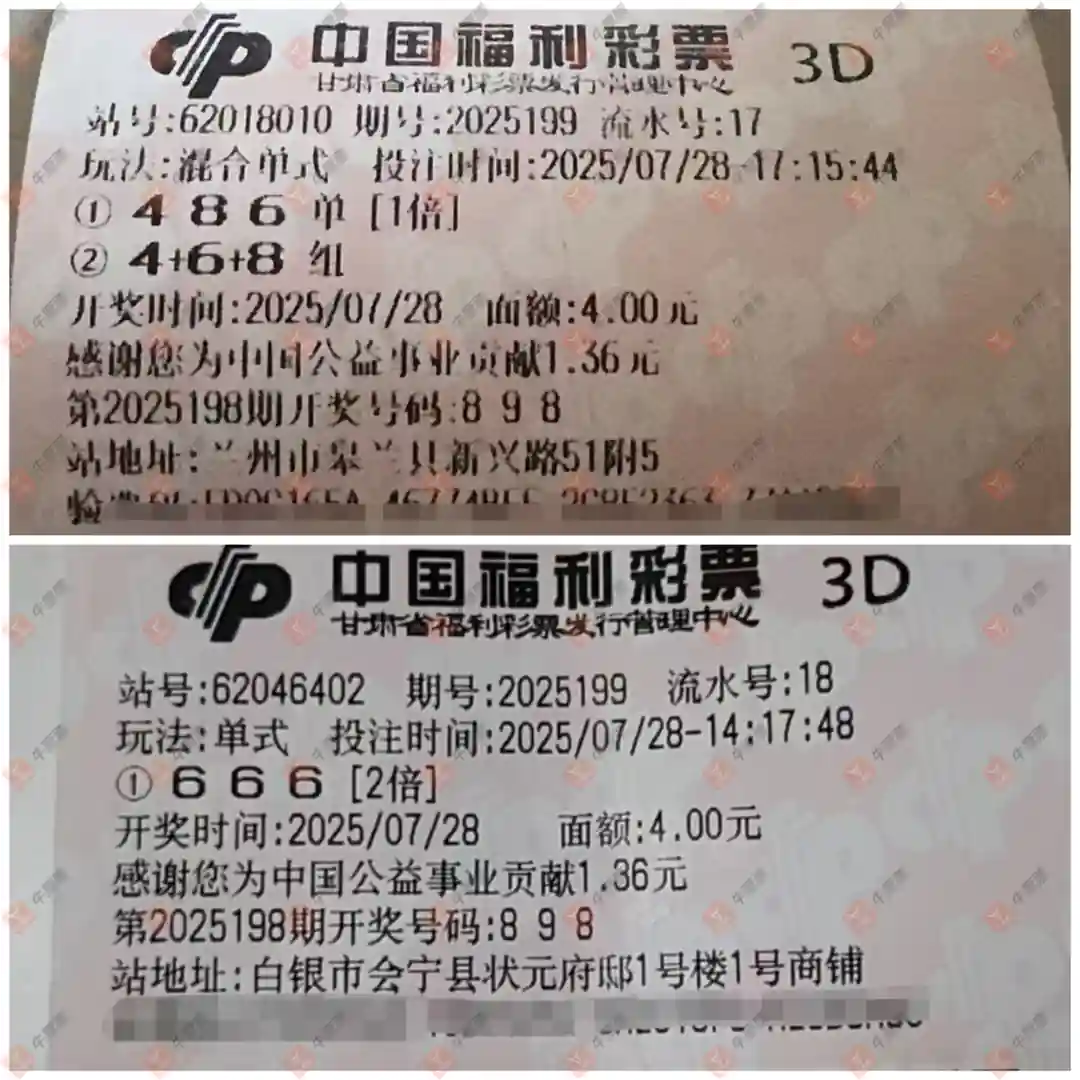 中国福利彩票 3D
甘肃省福利彩票发行管理中心
站号:62018010 期号:2025199 流水号:17
玩法:混合单式 投注时间:2025/07/28-17:15:44
① 4 8 6 单 [1倍]
② 4+6+8 组
开奖时间:2025/07/28 面额:4.00元
感谢您为中国公益事业贡献1.36元
第2025198期开奖号码:8 9 8
站地址:兰州市皋兰县新兴路51附5
验
中国福利彩票 3D
甘肃省福利彩票发行管理中心
站号:62046402 期号:2025199 流水号:18
玩法:单式 投注时间:2025/07/28-14:17:48
① 6 6 6 [2倍]
开奖时间:2025/07/28 面额:4.00元
感谢您为中国公益事业贡献1.36元
第2025198期开奖号码:8 9 8
站地址:白银市会宁县状元府邸1号楼1号商铺